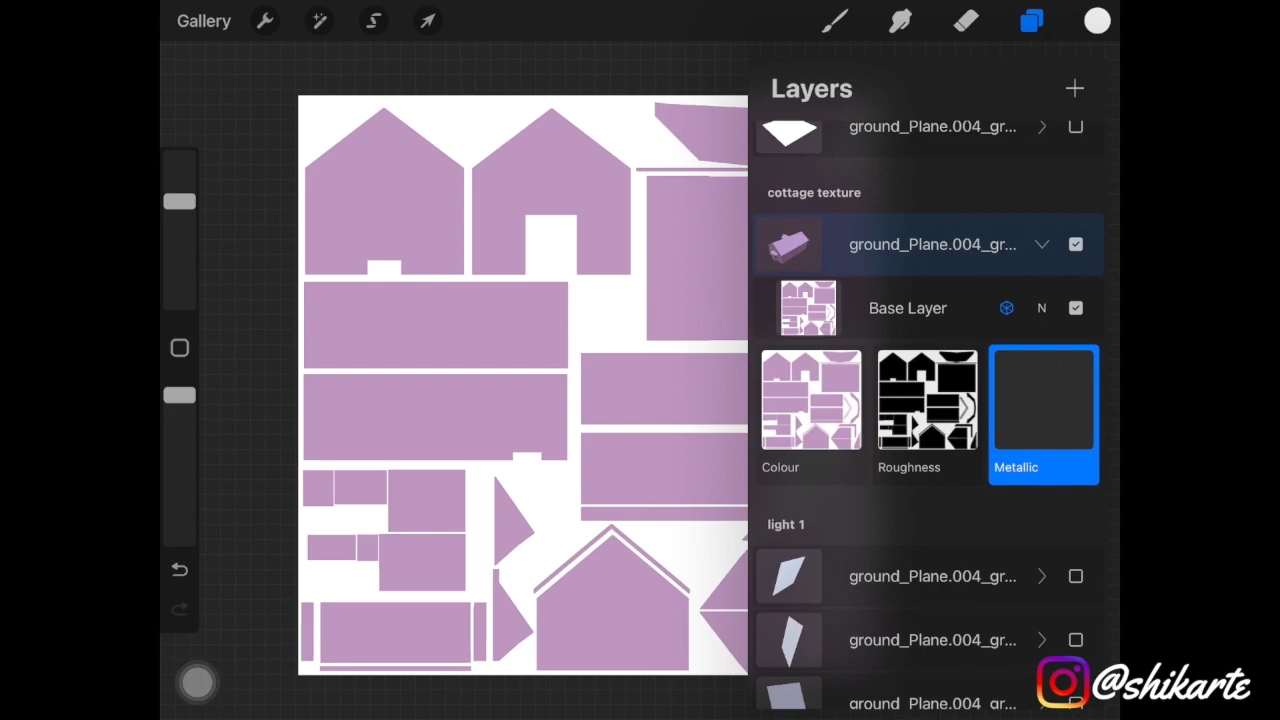 Gallery
Layers
ground_Plane.004_gr...
cottage texture
ground_Plane.004_gr...
Base Layer
N
Colour
Roughness
Metallic
light 1
ground_Plane.004_gr...
ground_Plane.004_gr...
ground_Plane.004_gr...
@shikarte